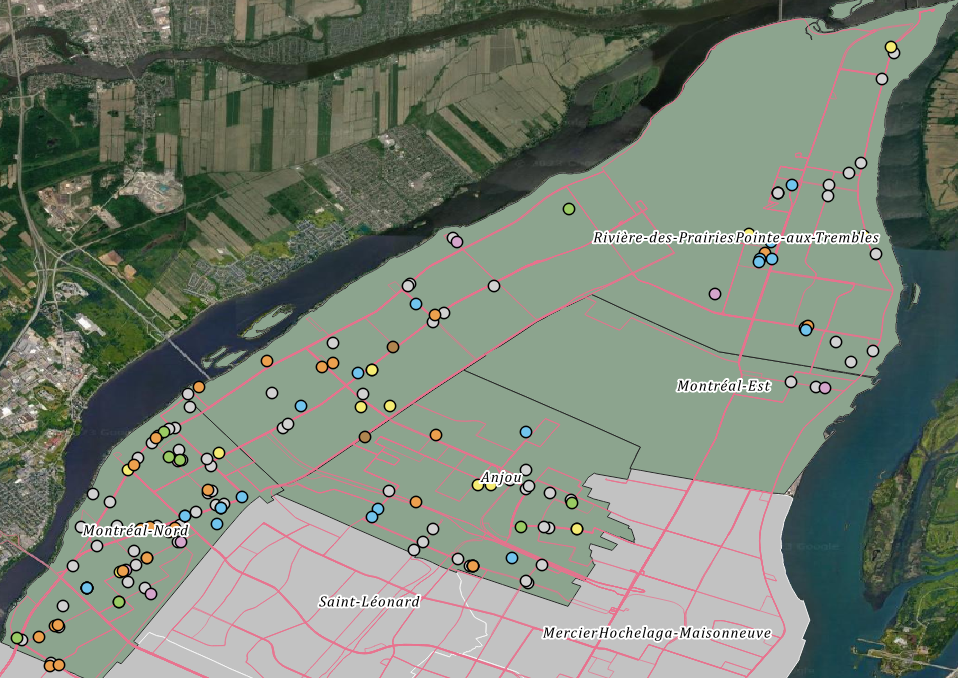 Rivière-des-PrairiesPointe-aux-Trembles
Montréal-Est
Anjou
Montréal-Nord
Saint-Léonard
MercierHochelaga-Maisonneuve